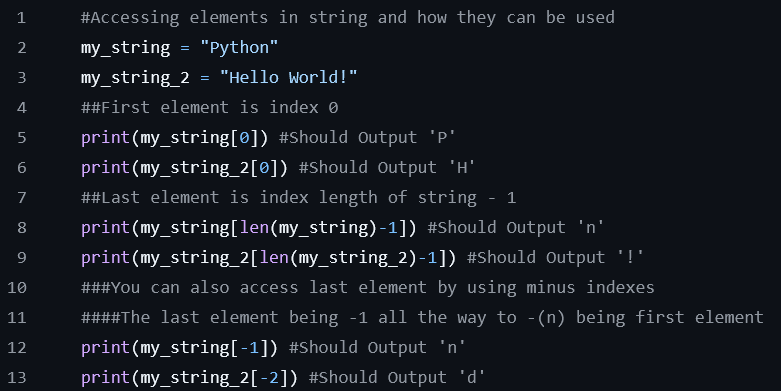 1 #Accessing elements in string and how they can be used
2 my_string = "Python"
3 my_string_2 = "Hello World!"
4 ##First element is index 0
5 print(my_string[0]) #Should Output 'P'
6 print(my_string_2[0]) #Should Output 'H'
7 ##Last element is index length of string - 1
8 print(my_string[len(my_string)-1]) #Should Output 'n'
9 print(my_string_2[len(my_string_2)-1]) #Should Output '!'
10 ###You can also access last element by using minus indexes
11 ####The last element being -1 all the way to -(n) being first element
12 print(my_string[-1]) #Should Output 'n'
13 print(my_string_2[-2]) #Should Output 'd'